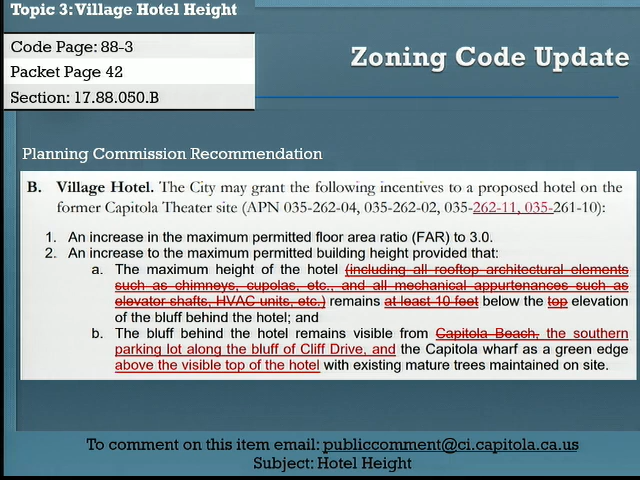 Topic 3: Village Hotel Height
Code Page: 88-3
Packet Page 42
Section: 17.88.050.B
Zoning Code Update
Planning Commission Recommendation
B. Village Hotel. The City may grant the following incentives to a proposed hotel on the
former Capitola Theater site (APN 035-262-04, 035-262-02, 035-262-11, 035-261-10):
1. An increase in the maximum permitted floor area ratio (FAR) to 3.0.
2. An increase to the maximum permitted building height provided that:
a. The maximum height of the hotel (including all rooftop architectural elements
such as chimneys, cupolas, etc., and all mechanical appurtenances such as
elevator shafts, HVAC units, etc.) remains at least 10 feet below the top elevation
of the bluff behind the hotel; and
b. The bluff behind the hotel remains visible from Capitola Beach, the southern
parking lot along the bluff of Cliff Drive, and the Capitola wharf as a green edge
above the visible top of the hotel with existing mature trees maintained on site.
To comment on this item email: publiccomment@ci.capitola.ca.us
Subject: Hotel Height